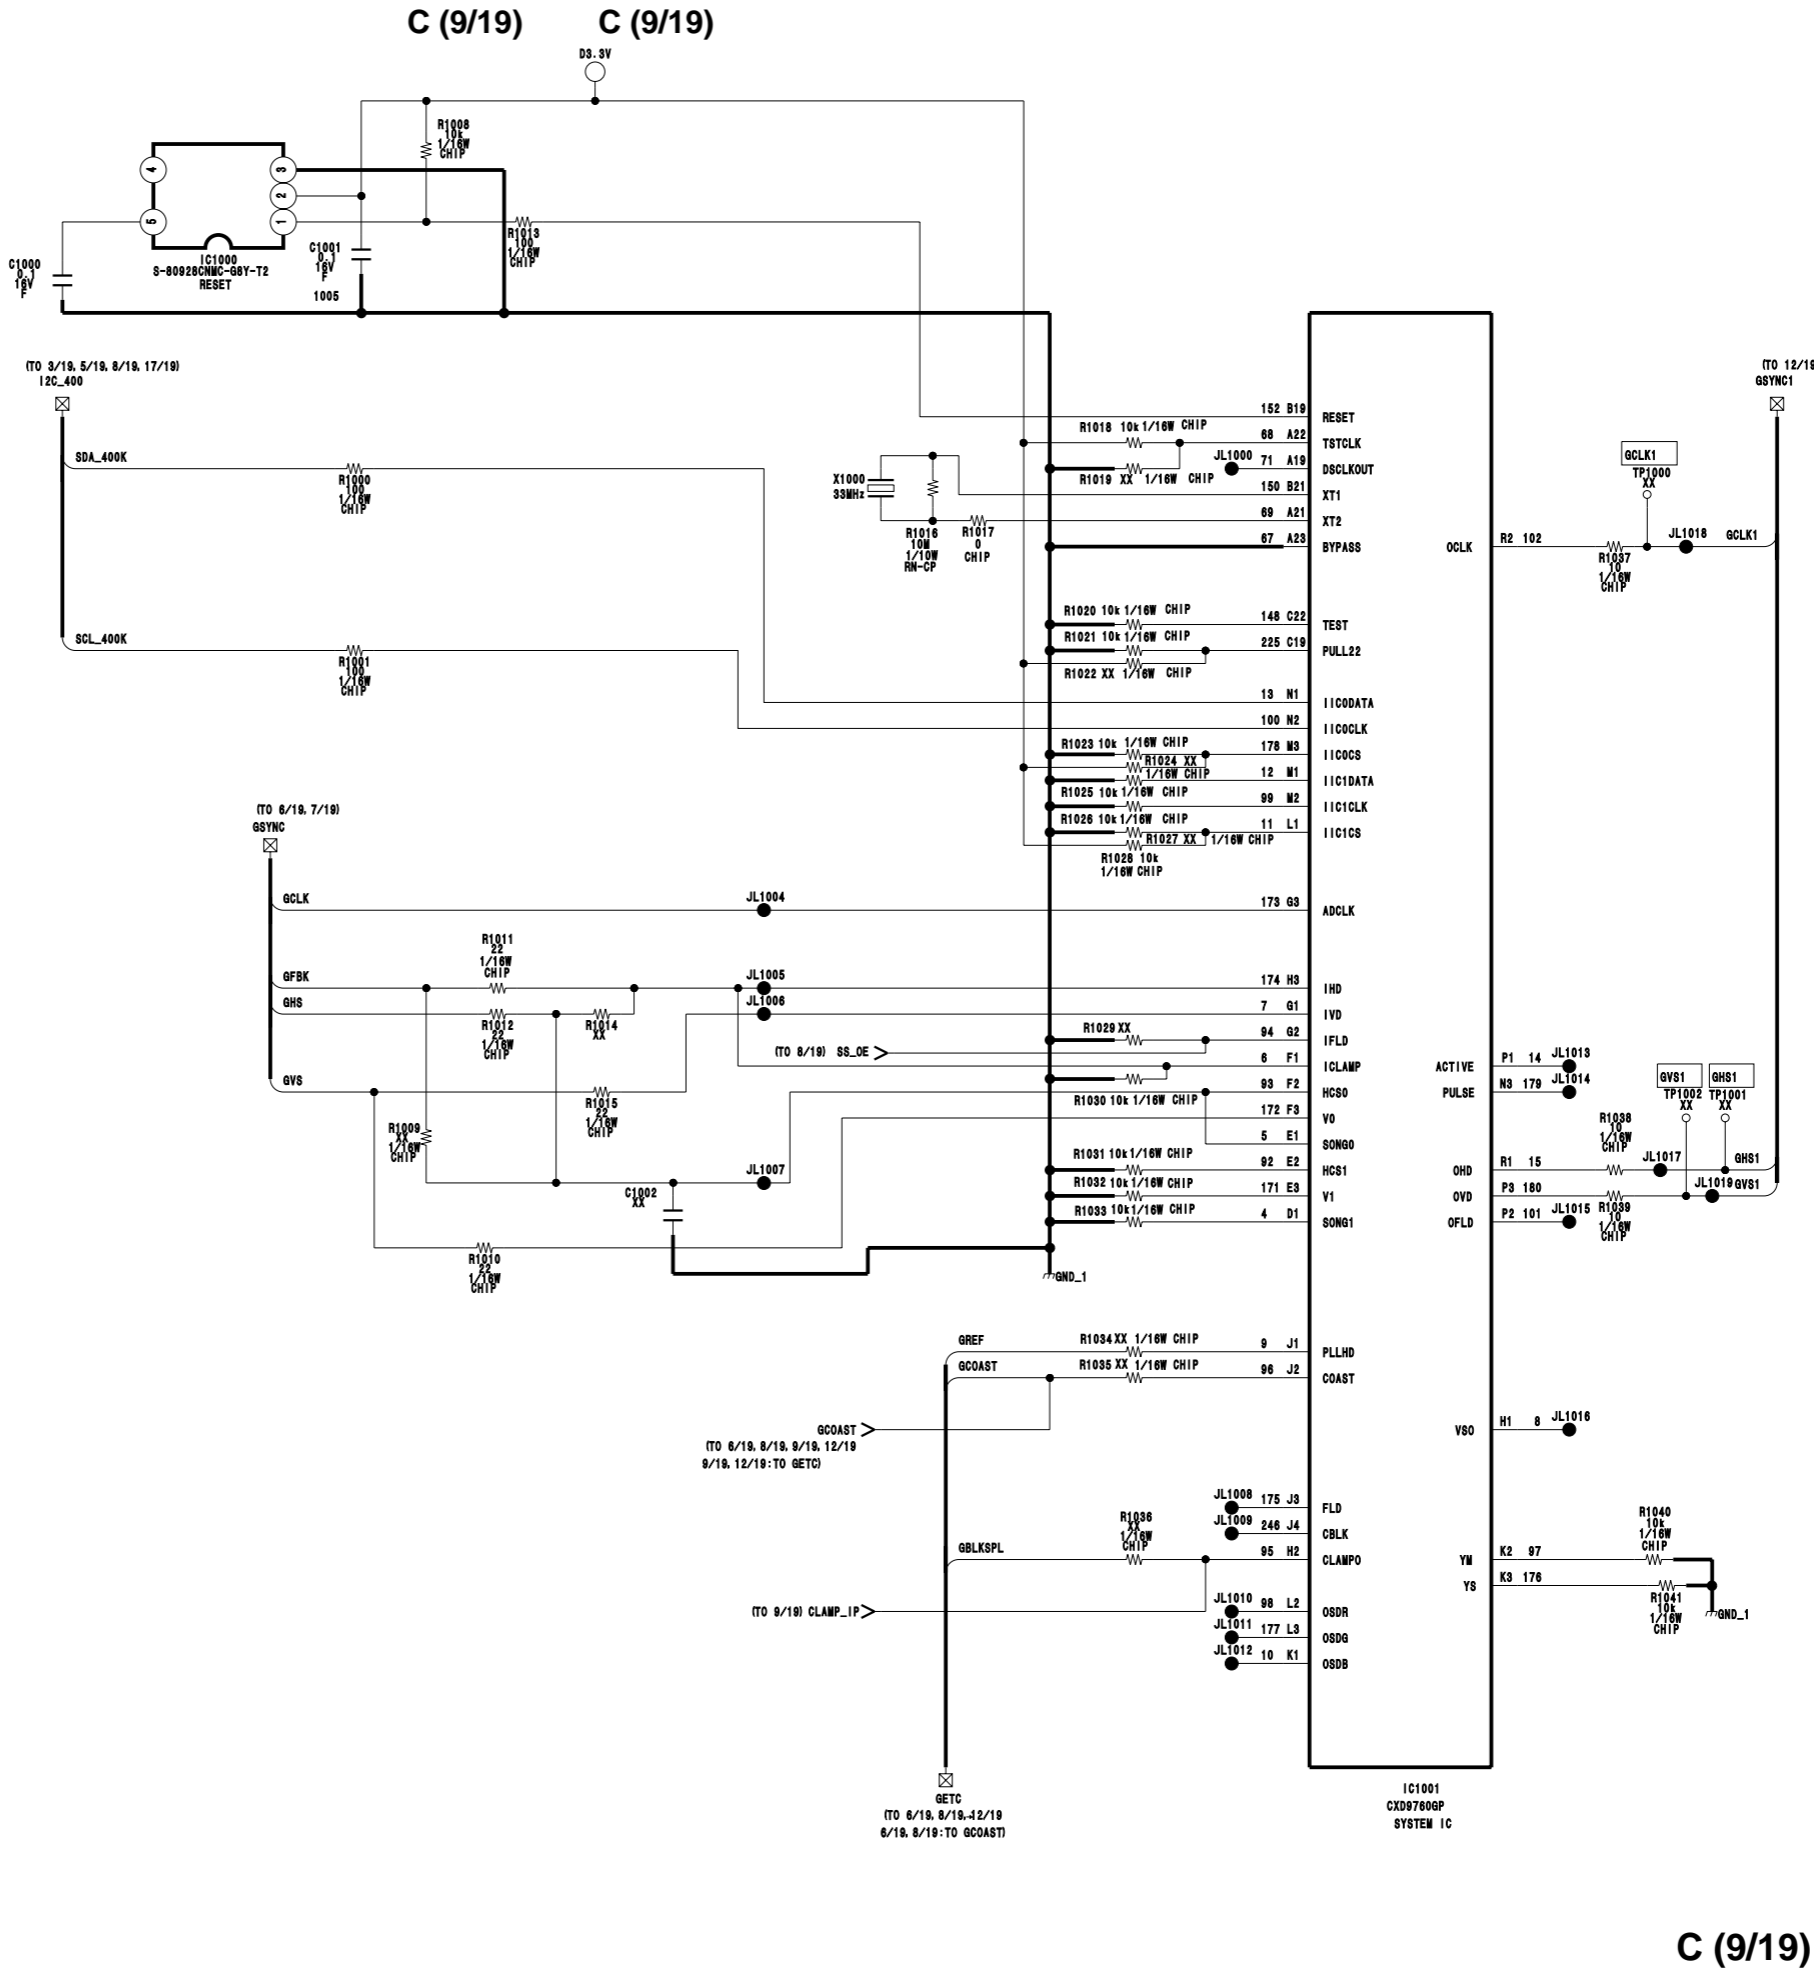 C (9/19) C (9/19)
D3.3V
R1008
10k
1/16W
CHIP
4
3
2
5
1
R1013
100
1/16W
CHIP
C1000
0.1
16V
F
IC1000
S-80928CNMC-G8Y-T2
RESET
C1001
0.1
16V
F
1005
(TO 3/19, 5/19, 8/19, 17/19)
I2C_400
SDA_400K
R1000
100
1/16W
CHIP
SCL_400K
R1001
100
1/16W
CHIP
(TO 12/19
GSYNC1
152 B19 RESET
R1018 10k 1/16W CHIP
68 A22 TSTCLK
JL1000 71 A19 DSCLKOUT
R1019 XX 1/16W CHIP
X1000
33MHz
150 B21 XT1
69 A21 XT2
R1016
10M
1/10W
RN-CP
R1017
0
CHIP
67 A23 BYPASS
OCLK R2 102
R1037
10
1/16W
CHIP
GCLK1
TP1000
XX
JL1018 GCLK1
R1020 10k 1/16W CHIP
148 C22 TEST
R1021 10k 1/16W CHIP
225 C19 PULL22
R1022 XX 1/16W CHIP
13 N1 IIC0DATA
100 N2 IIC0CLK
R1023 10k 1/16W CHIP
178 M3 IIC0CS
R1024 XX
1/16W CHIP
12 M1 IIC1DATA
R1025 10k 1/16W CHIP
99 M2 IIC1CLK
R1026 10k 1/16W CHIP
11 L1 IIC1CS
R1027 XX 1/16W CHIP
R1028 10k
1/16W CHIP
(TO 6/19, 7/19)
GSYNC
GCLK JL1004 173 G3 ADCLK
R1011
22
1/16W
CHIP
GFBK JL1005 174 H3 IHD
GHS JL1006 7 G1 IVD
R1012
22
1/16W
CHIP
R1014
XX
R1029 XX
94 G2 IFLD
(TO 8/19) SS_OE
6 F1 ICLAMP
ACTIVE P1 14 JL1013
GVS
R1015
22
1/16W
CHIP
93 F2 HCS0
PULSE N3 179 JL1014
R1030 10k 1/16W CHIP
172 F3 V0
5 E1 SONG0
R1009
XX
1/16W
CHIP
JL1007
R1031 10k 1/16W CHIP
92 E2 HCS1
R1032 10k 1/16W CHIP
171 E3 V1
R1033 10k 1/16W CHIP
4 D1 SONG1
C1002
XX
R1010
22
1/16W
CHIP
GND_1
GVS1
TP1002
XX
GHS1
TP1001
XX
R1038
10
1/16W
CHIP
OHD R1 15 JL1017 GHS1
OVD P3 180 JL1019 GVS1
OFLD P2 101 JL1015
R1039
10
1/16W
CHIP
GREF R1034 XX 1/16W CHIP 9 J1 PLLHD
GCOAST R1035 XX 1/16W CHIP 96 J2 COAST
GCOAST
(TO 6/19, 8/19, 9/19, 12/19
9/19, 12/19:TO GETC)
VSO H1 8 JL1016
JL1008 175 J3 FLD
JL1009 246 J4 CBLK
R1036
XX
1/16W
CHIP
GBLKSPL 95 H2 CLAMPO
(TO 9/19) CLAMP_IP
JL1010 98 L2 OSDR
JL1011 177 L3 OSDG
JL1012 10 K1 OSDB
R1040
10k
1/16W
CHIP
YM K2 97
YS K3 176
R1041
10k
1/16W
CHIP
GND_1
GETC
(TO 6/19, 8/19, 12/19
6/19, 8/19:TO GCOAST)
IC1001
CXD9760GP
SYSTEM IC
C (9/19)